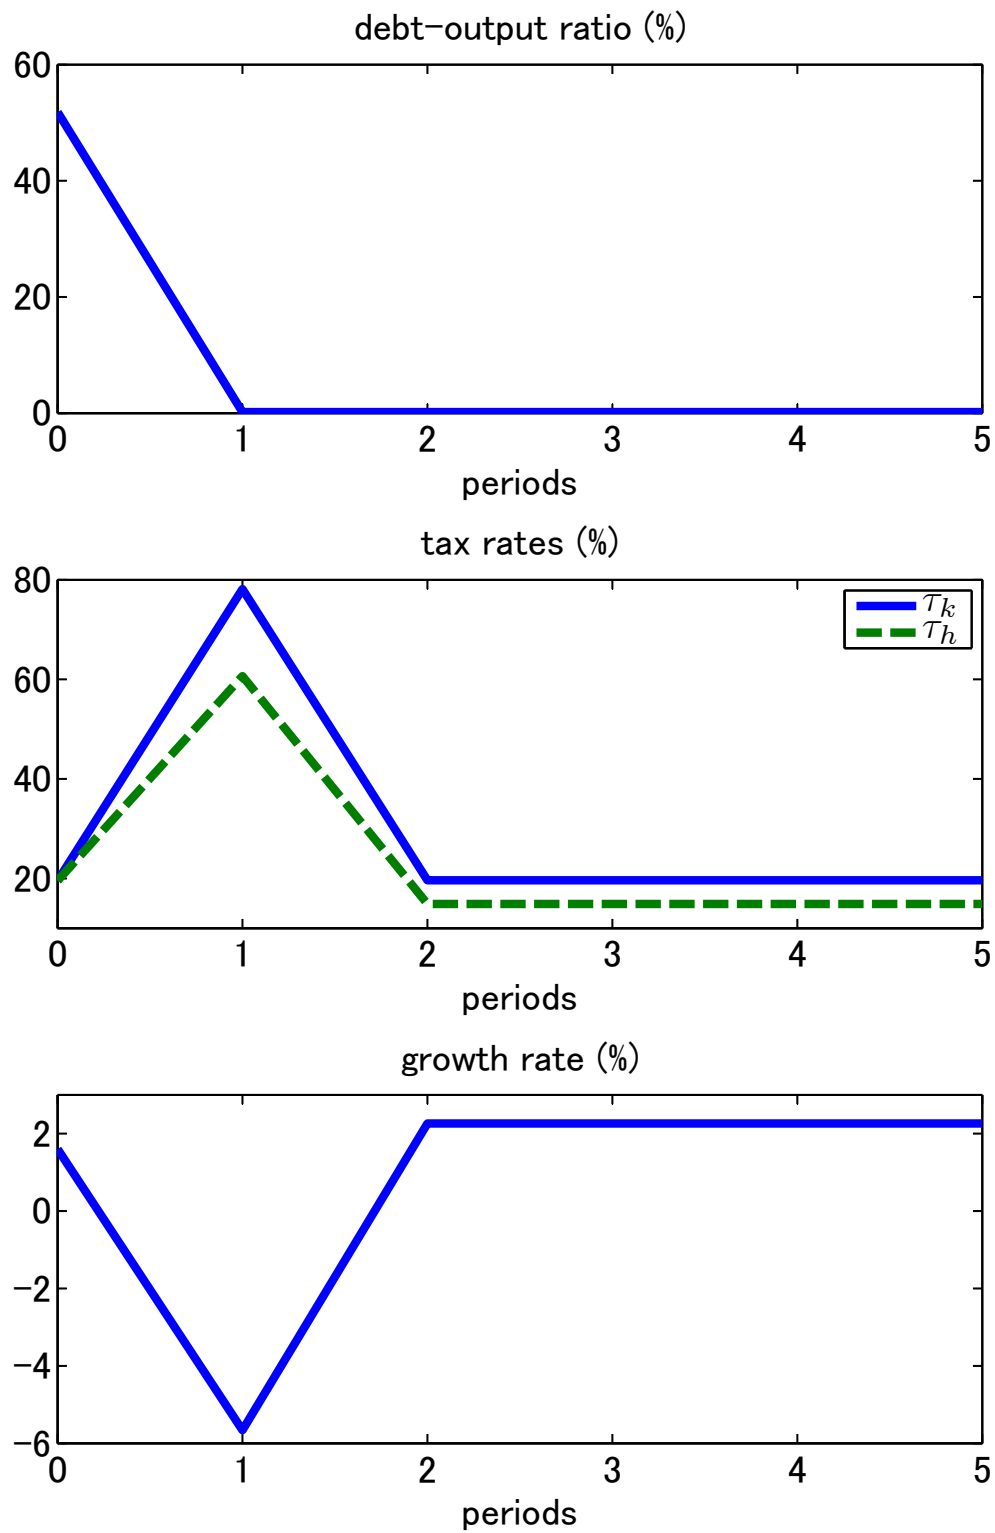 debt−output ratio (%)
60
40
20
0
0 1 2 3 4 5
periods
tax rates (%)
80
60
40
20
τk
τh
0 1 2 3 4 5
periods
growth rate (%)
2
0
−2
−4
−6
0 1 2 3 4 5
periods